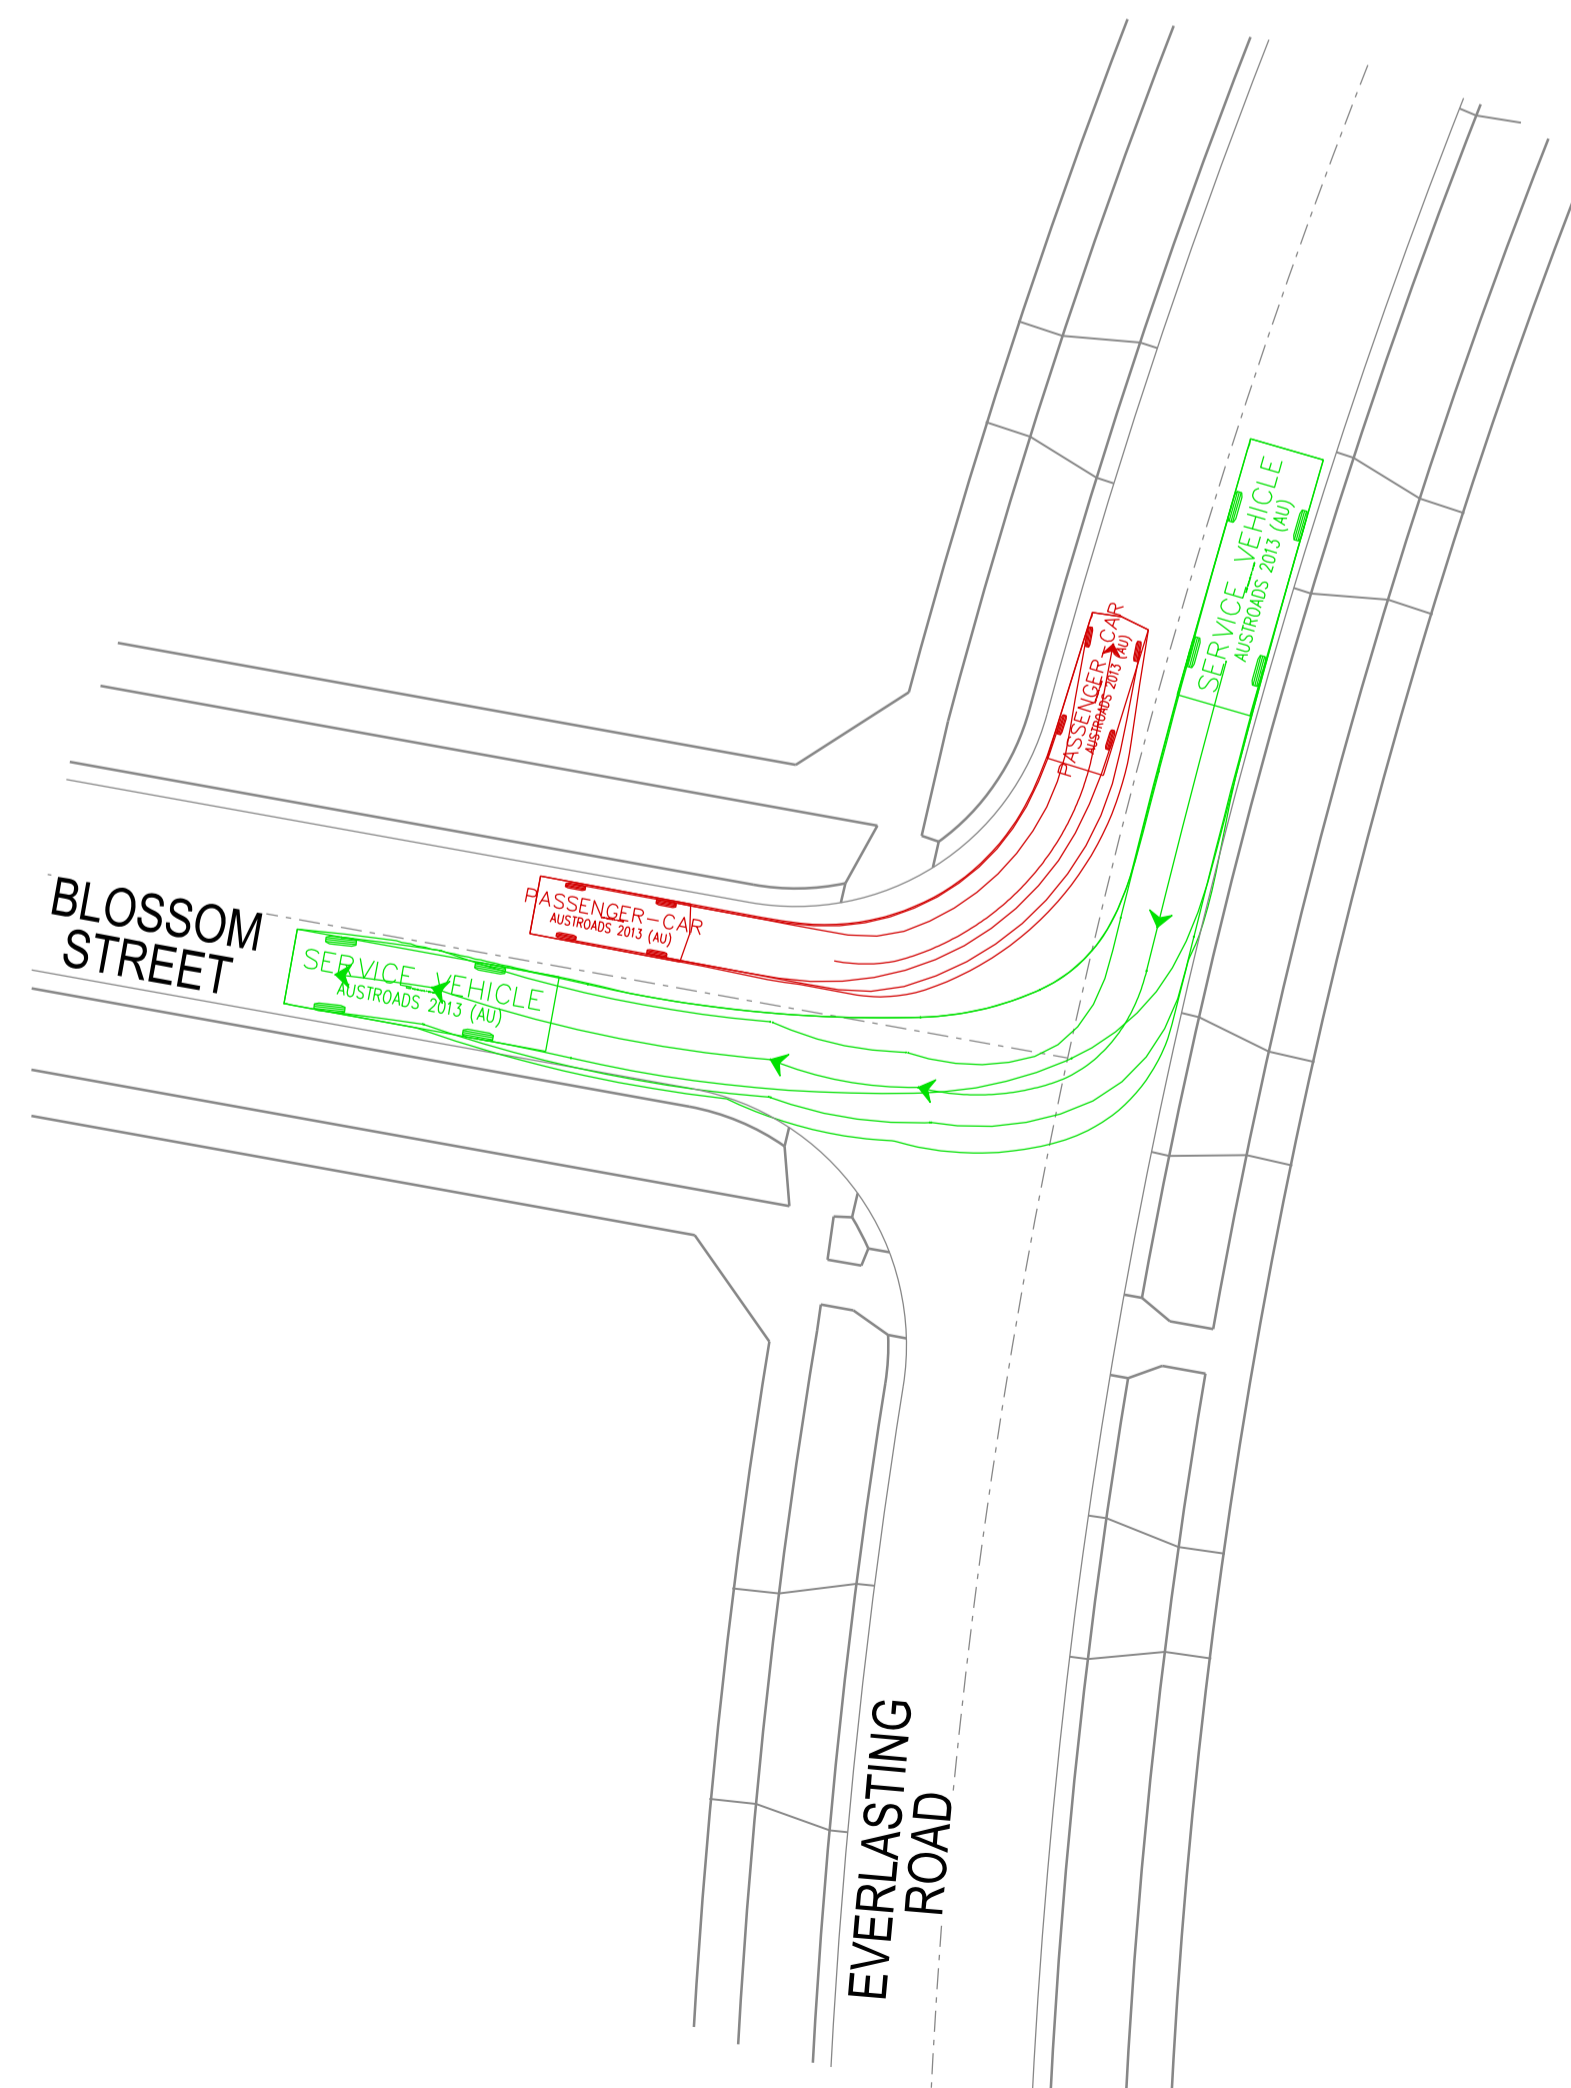 SERVICE VEHICLE
AUSTROADS 2013 (AU)
PASSENGER-CAR
AUSTROADS 2013 (AU)
BLOSSOM
STREET
PASSENGER-CAR
AUSTROADS 2013 (AU)
SERVICE VEHICLE
AUSTROADS 2013 (AU)
EVERLASTING
ROAD